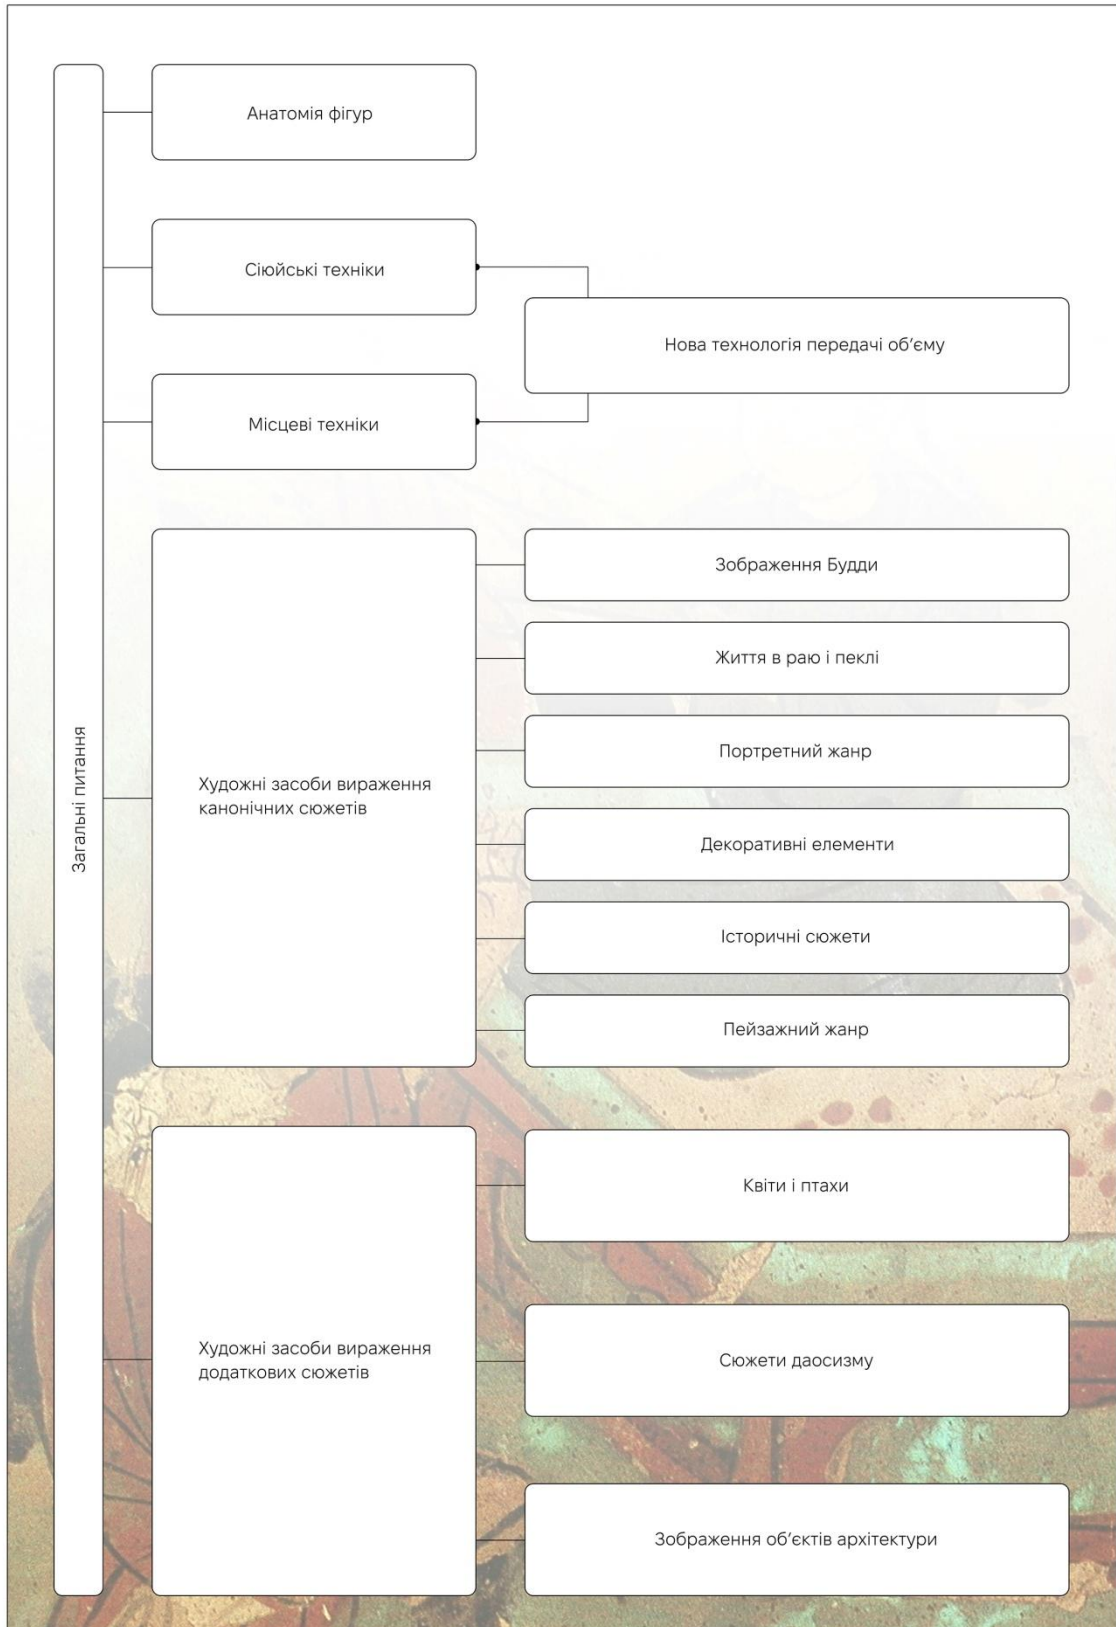 Загальні питання
Анатомія фігур
Сіюйські техніки
Нова технологія передачі об’єму
Місцеві техніки
Художні засоби вираження
канонічних сюжетів
Зображення Будди
Життя в раю і пеклі
Портретний жанр
Декоративні елементи
Історичні сюжети
Пейзажний жанр
Художні засоби вираження
додаткових сюжетів
Квіти і птахи
Сюжети даосизму
Зображення об’єктів архітектури